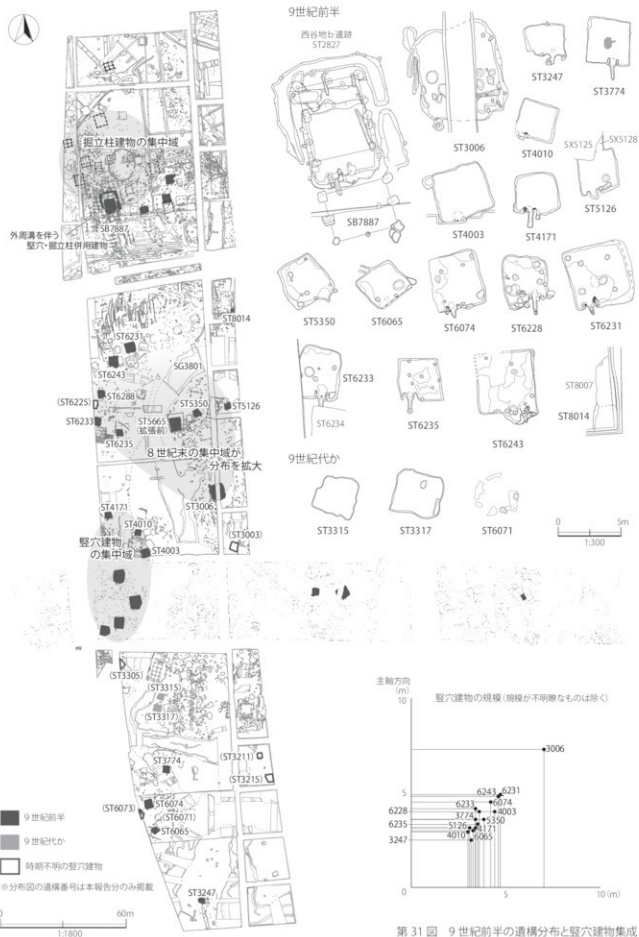 掘立柱建物の集中域
SB7887
外周溝を伴う
竪穴・掘立柱併用建物
ST8014
ST6231
ST6243
SG3801
ST6288
(ST6225)
ST5350
ST5126
ST6233
ST5665
(拡張前)
ST6235
8世紀末の集中域が
分布を拡大
ST3006
ST4171
ST4010
竪穴建物
の集中域
ST4003
(ST3003)
(ST3305)
(ST3315)
(ST3317)
ST3774
(ST3211)
(ST3215)
ST6074
(ST6073)
(ST6071)
ST6065
ST3247
9世紀前半
9世紀代か
時期不明の竪穴建物
※分布図の遺構番号は本報告分のみ掲載
0
60m
1:1800
9世紀前半
西谷地b遺跡
ST2827
SB7887
ST3006
ST3247
ST3774
ST4010
SX5125
SX5128
ST5126
ST4003
ST4171
ST5350
ST6065
ST6074
ST6228
ST6231
ST6233
ST6234
ST6235
ST6243
ST8007
ST8014
9世紀代か
ST3315
ST3317
ST6071
0
5m
1:300
主軸方向
(m)
竪穴建物の規模(規模が不明瞭なものは除く)
10
3006
5
6243
6231
6233
6074
6228
4003
3774
5350
6235
5126
4171
4010
6065
3247
0
5
10 (m)
第31図 9世紀前半の遺構分布と竪穴建物集成